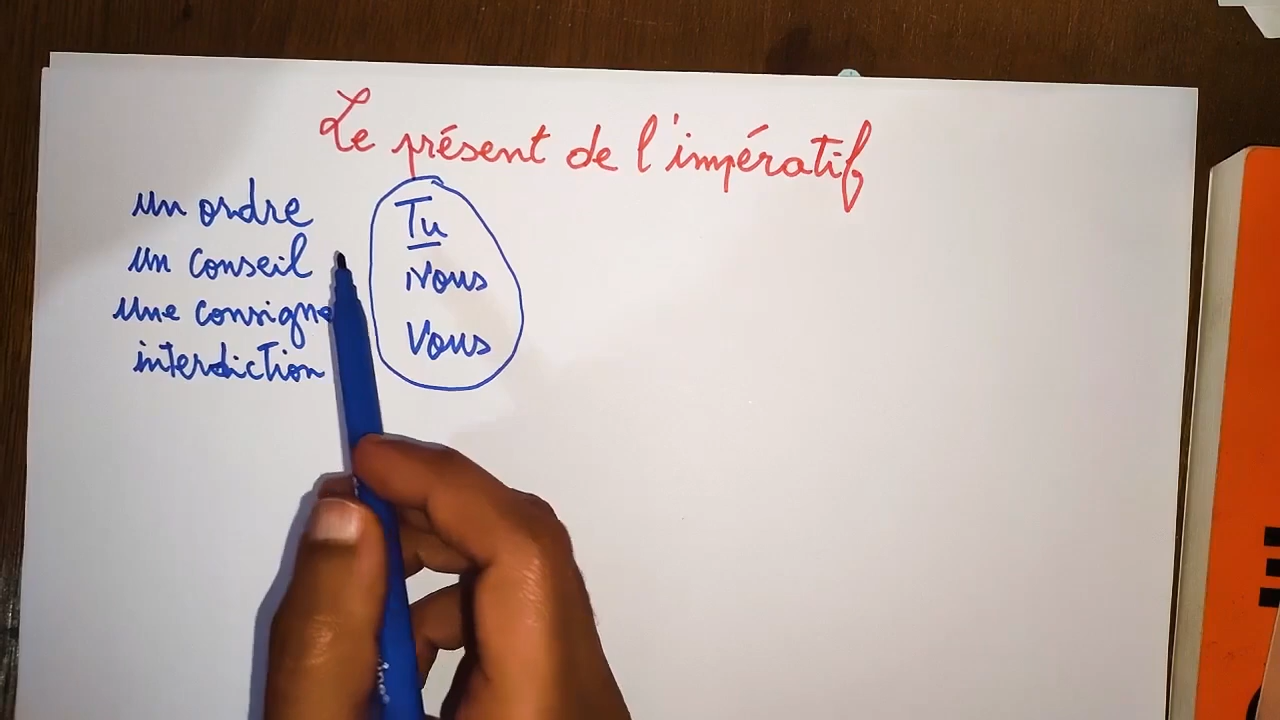 Le présent de l'impératif
un ordre
un conseil
une consigne
interdiction
Tu
Nous
Vous